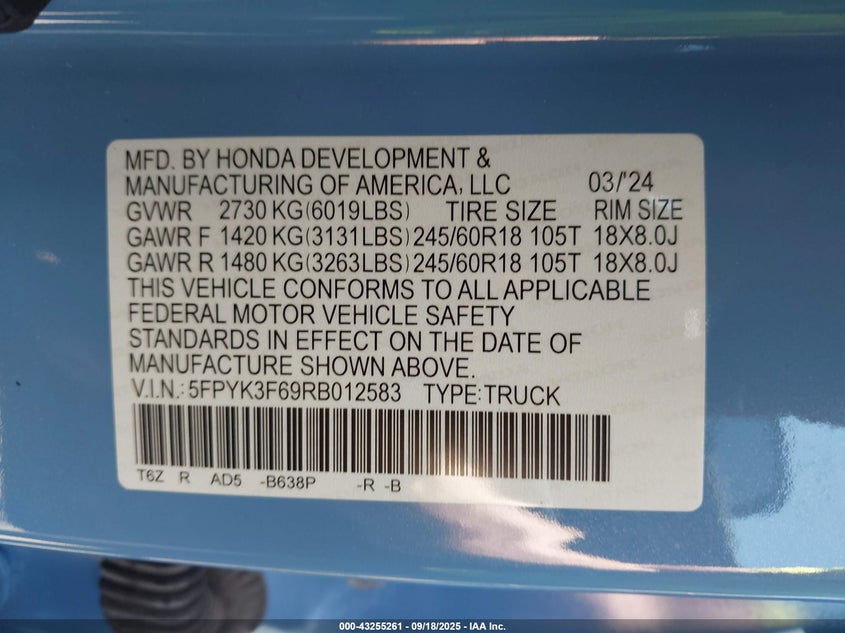 MFD. BY HONDA DEVELOPMENT &
MANUFACTURING OF AMERICA, LLC 03/'24
GVWR 2730 KG(6019LBS) TIRE SIZE RIM SIZE
GAWR F 1420 KG(3131LBS) 245/60R18 105T 18X8.0J
GAWR R 1480 KG(3263LBS) 245/60R18 105T 18X8.0J
THIS VEHICLE CONFORMS TO ALL APPLICABLE
FEDERAL MOTOR VEHICLE SAFETY
STANDARDS IN EFFECT ON THE DATE OF
MANUFACTURE SHOWN ABOVE.
V.I.N.: 5FPYK3F69RB012583 TYPE: TRUCK
T6Z R AD5 -B638P -R -B
000-43255261 - 09/18/2025 - IAA Inc.